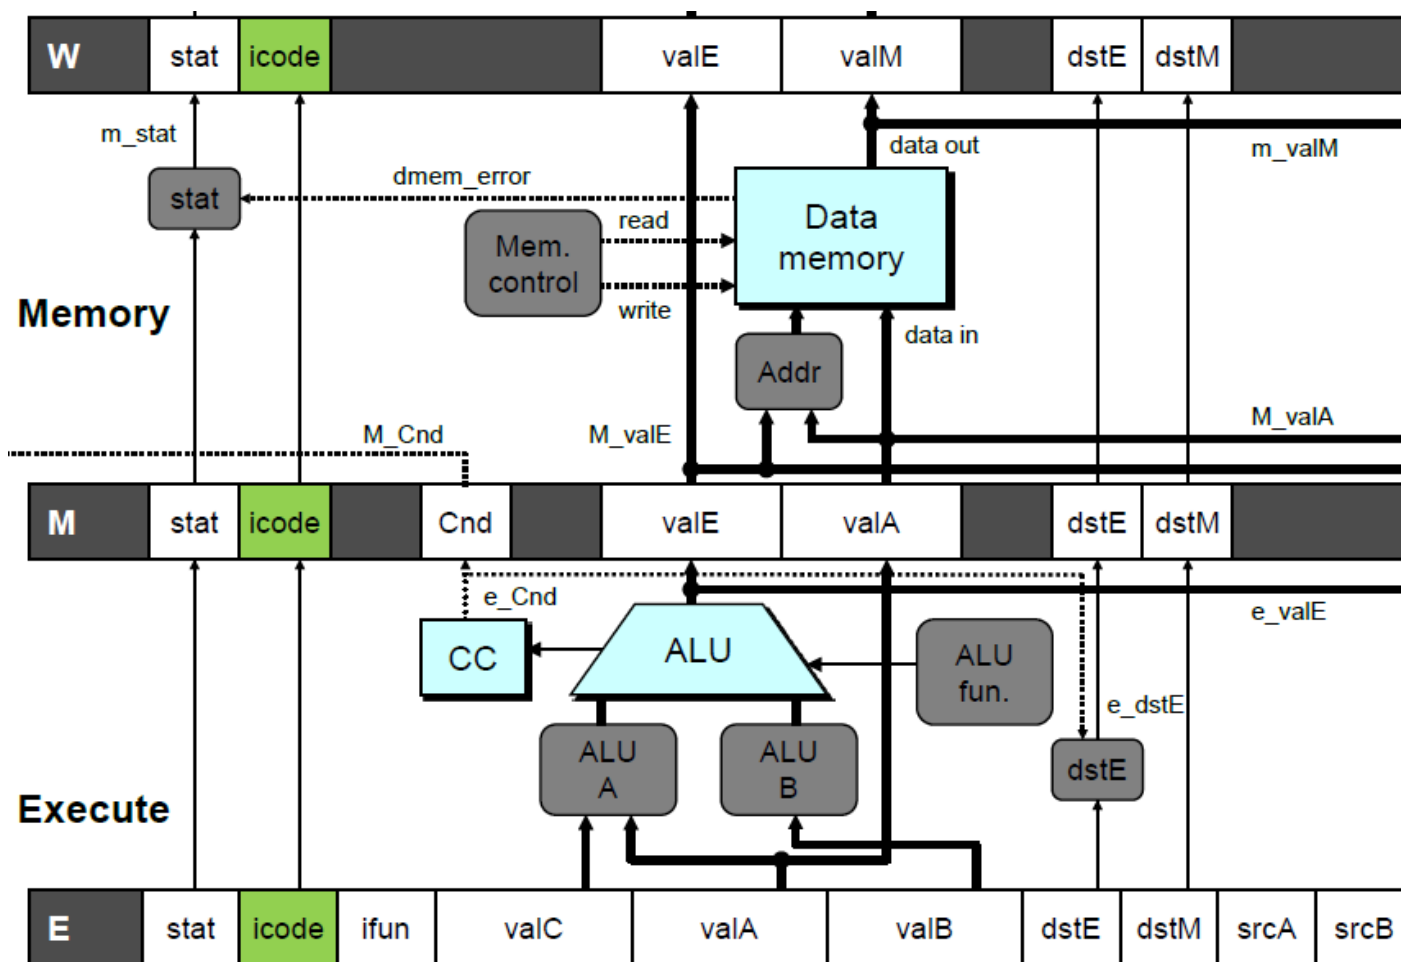 W stat icode valE valM dstE dstM
m_stat
data out
m_valM
dmem_error
stat
read
Mem.
control
Data
memory
write
Memory
data in
Addr
M_Cnd
M_valE
M_valA
M stat icode Cnd valE valA dstE dstM
e_Cnd
e_valE
CC
ALU
ALU
fun.
e_dstE
ALU
A
ALU
B
dstE
Execute
E stat icode ifun valC valA valB dstE dstM srcA srcB